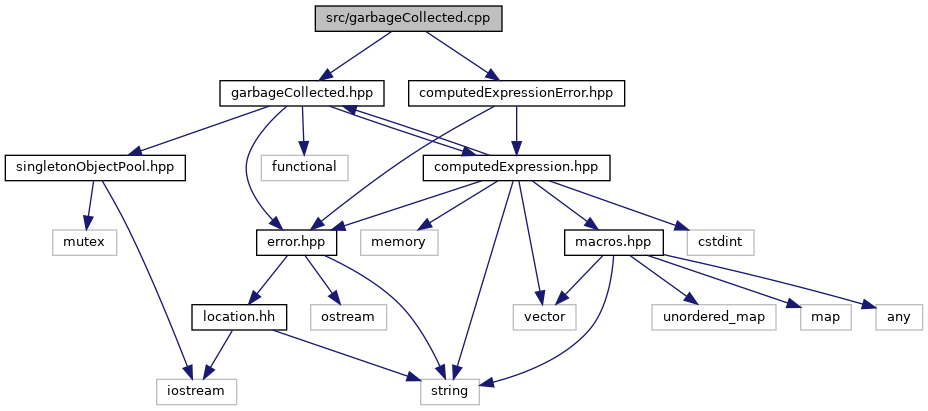 src/garbageCollected.cpp
garbageCollected.hpp
computedExpressionError.hpp
singletonObjectPool.hpp
functional
computedExpression.hpp
mutex
error.hpp
memory
macros.hpp
cstdint
location.hh
ostream
vector
unordered_map
map
any
iostream
string